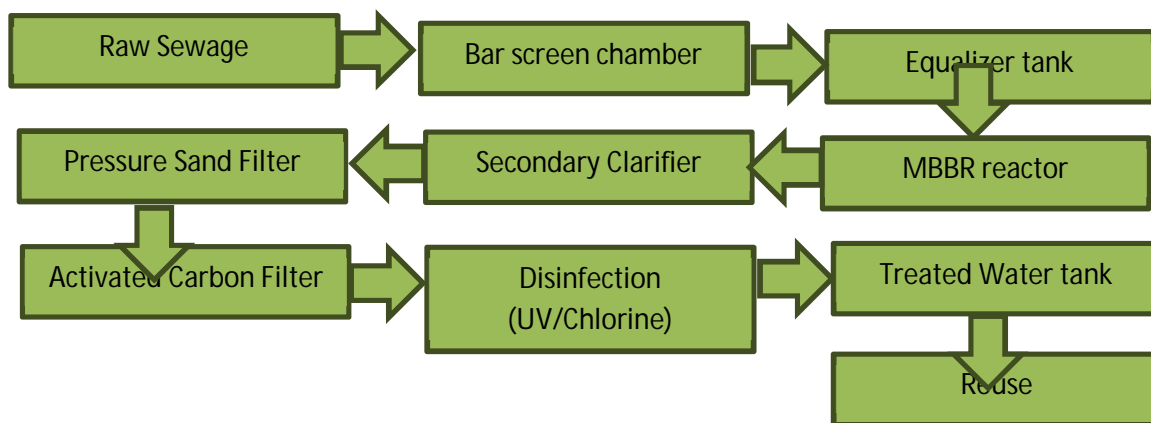 Raw Sewage
Bar screen chamber
Equalizer tank
Pressure Sand Filter
Secondary Clarifier
MBBR reactor
Activated Carbon Filter
Disinfection
(UV/Chlorine)
Treated Water tank
Reuse